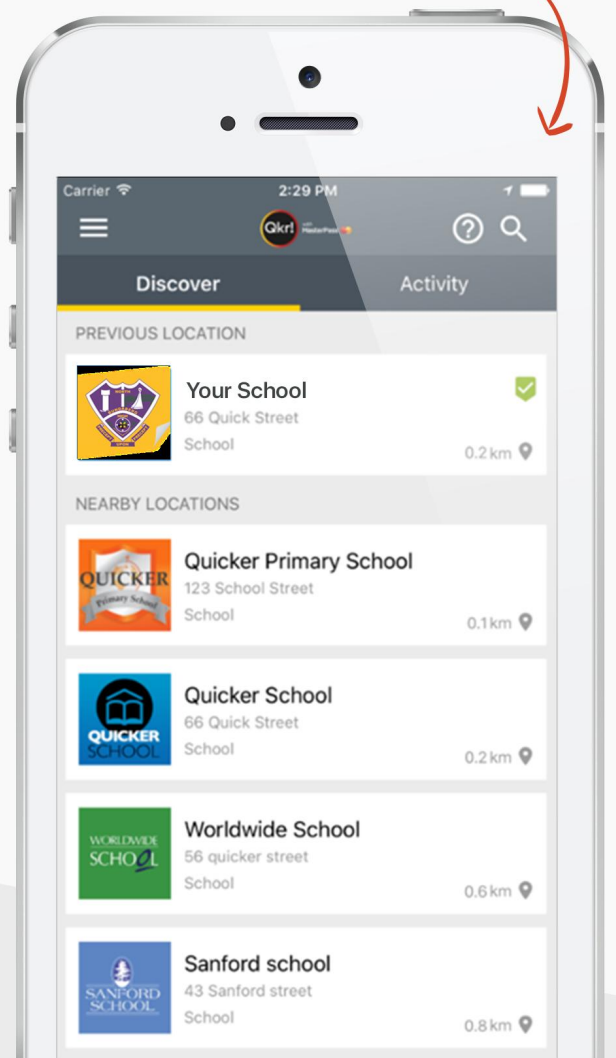 Carrier 2:29 PM
Qkr! with MasterPass
Discover Activity
PREVIOUS LOCATION
Your School
66 Quick Street
School
0.2 km
NEARBY LOCATIONS
QUICKER
Primary School
Quicker Primary School
123 School Street
School
0.1 km
QUICKER
SCHOOL
Quicker School
66 Quick Street
School
0.2 km
WORLDWIDE
SCHOOL
Worldwide School
56 quicker street
School
0.6 km
SANFORD
SCHOOL
Sanford school
43 Sanford street
School
0.8 km